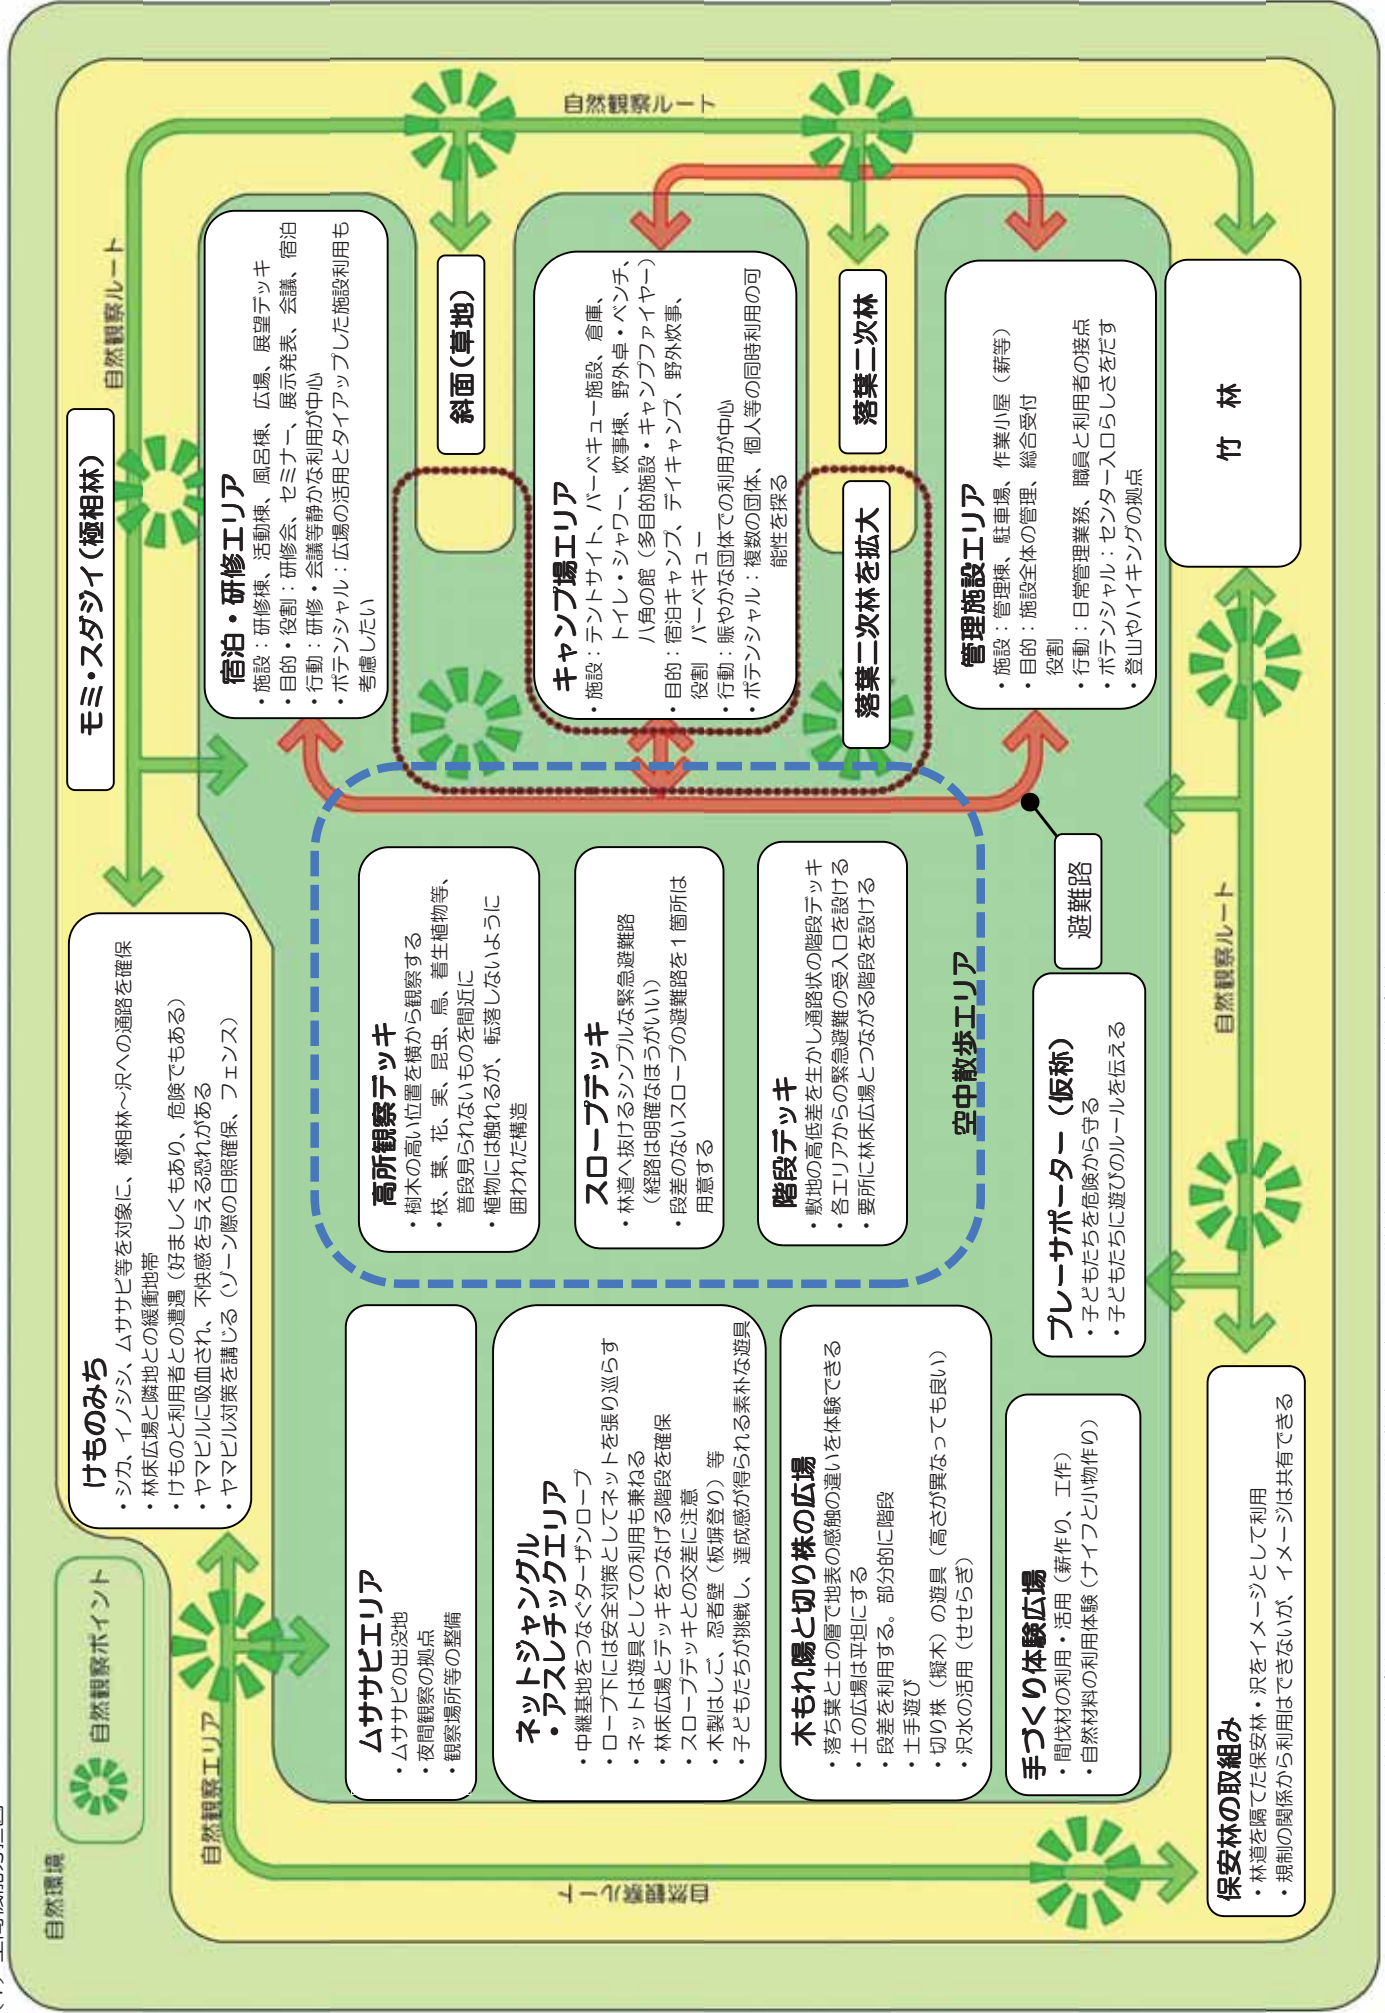 自然環境
自然観察ポイント
自然観察エリア
けものみち
・シカ、イノシシ、ムササビ等を対象に、極相林～沢への通路を確保
・林床広場と隣地との緩衝地帯
・けものと利用者との遭遇（好ましくもあり、危険でもある）
・ヤマビルに吸血され、不快感を与える恐れがある
・ヤマビル対策を講じる（ゾーン際の日照確保、フェンス）
モミ・スダジイ（極相林）
自然観察ルート
ムササビエリア
・ムササビの出没地
・夜間観察の拠点
・観察場所等の整備
ネットジャングル
・アスレチックエリア
・中継基地をつなぐターザンロープ
・ロープ下には安全対策としてネットを張り巡らす
・ネットは遊具としての利用も兼ねる
・林床広場とデッキをつなげる階段を確保
・スロープデッキとの交差に注意
・木製はしご、忍者壁（板塀登り）等
・子どもたちが挑戦し、達成感が得られる素朴な遊具
木もれ陽と切り株の広場
・落ち葉と土の層で地表の感触の違いを体験できる
・土の広場は平坦にする
段差を利用する。部分的に階段
・土手遊び
・切り株（擬木）の遊具（高さが異なっても良い）
・沢水の活用（せせらぎ）
手づくり体験広場
・間伐材の利用・活用（薪作り、工作）
・自然材料の利用体験（ナイフと小物作り）
高所観察デッキ
・樹木の高い位置を横から観察する
・枝、葉、花、実、昆虫、鳥、着生植物等、
普段見られないものを間近に
・植物には触れるが、転落しないように
囲われた構造
スロープデッキ
・林道へ抜けるシンプルな緊急避難路
（経路は明確なほうがいい）
・段差のないスロープの避難路を１箇所は
用意する
階段デッキ
・敷地の高低差を生かし通路状の階段デッキ
・各エリアからの緊急避難の受入口を設ける
・要所に林床広場とつながる階段を設ける
空中散歩エリア
プレーサポーター（仮称）
・子どもたちを危険から守る
・子どもたちに遊びのルールを伝える
避難路
宿泊・研修エリア
・施設：研修棟、活動棟、風呂棟、広場、展望デッキ
・目的・役割：研修会、セミナー、展示発表、会議、宿泊
・行動：研修・会議等静かな利用が中心
・ポテンシャル：広場の活用とタイアップした施設利用も
考慮したい
斜面（草地）
キャンプ場エリア
・施設：テントサイト、バーベキュー施設、倉庫、
トイレ・シャワー、炊事棟、野外卓・ベンチ、
八角の館（多目的施設・キャンプファイヤー）
・目的：宿泊キャンプ、デイキャンプ、野外炊事、
役割　バーベキュー
・行動：賑やかな団体での利用が中心
・ポテンシャル：複数の団体、個人等の同時利用の可
能性を探る
落葉二次林
落葉二次林を拡大
管理施設エリア
・施設：管理棟、駐車場、作業小屋（薪等）
・目的：施設全体の管理、総合受付
役割
・行動：日常管理業務、職員と利用者の接点
・ポテンシャル：センター入口らしさをだす
・登山やハイキングの拠点
竹　林
自然観察ルート
自然観察ルート
自然観察ルート
保安林の取組み
・林道を隔てた保安林・沢をイメージとして利用
・規制の関係から利用はできないが、イメージは共有できる